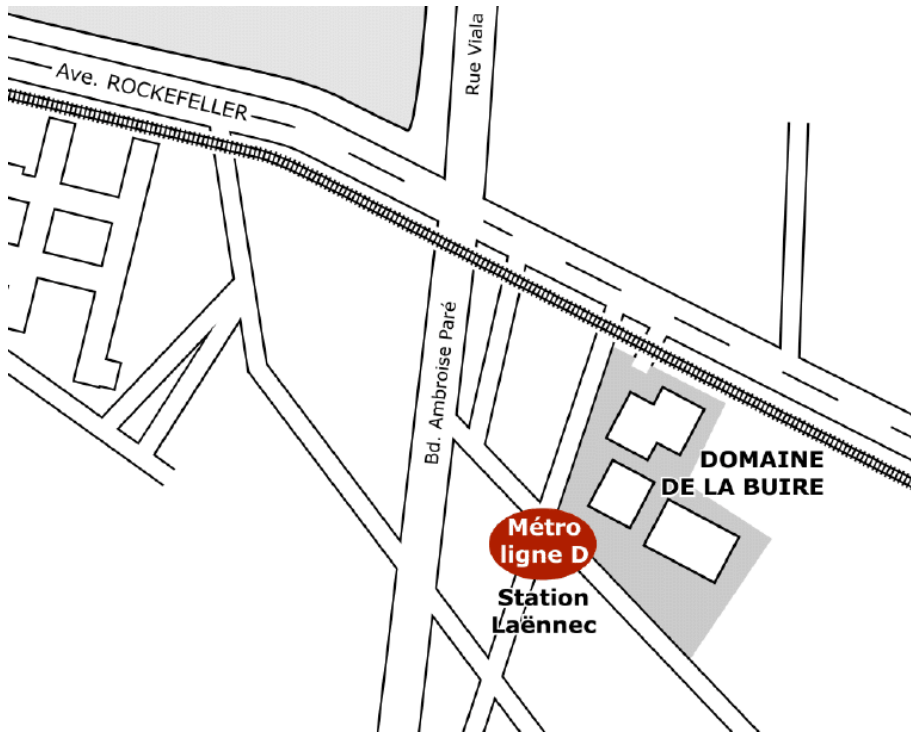 Rue Viala
Ave. ROCKEFELLER
Bd. Ambroise Paré
DOMAINE
DE LA BUIRE
Métro
ligne D
Station
Laënnec